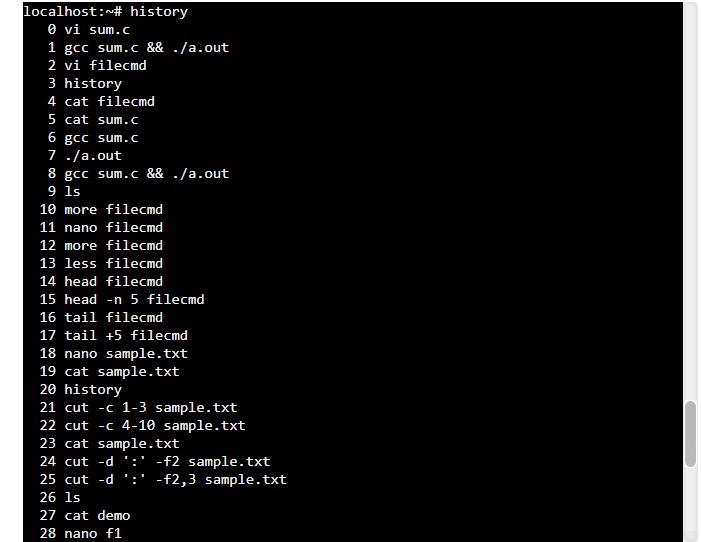 localhost:~# history
0 vi sum.c
1 gcc sum.c && ./a.out
2 vi filecmd
3 history
4 cat filecmd
5 cat sum.c
6 gcc sum.c
7 ./a.out
8 gcc sum.c && ./a.out
9 ls
10 more filecmd
11 nano filecmd
12 more filecmd
13 less filecmd
14 head filecmd
15 head -n 5 filecmd
16 tail filecmd
17 tail +5 filecmd
18 nano sample.txt
19 cat sample.txt
20 history
21 cut -c 1-3 sample.txt
22 cut -c 4-10 sample.txt
23 cat sample.txt
24 cut -d ':' -f2 sample.txt
25 cut -d ':' -f2,3 sample.txt
26 ls
27 cat demo
28 nano f1